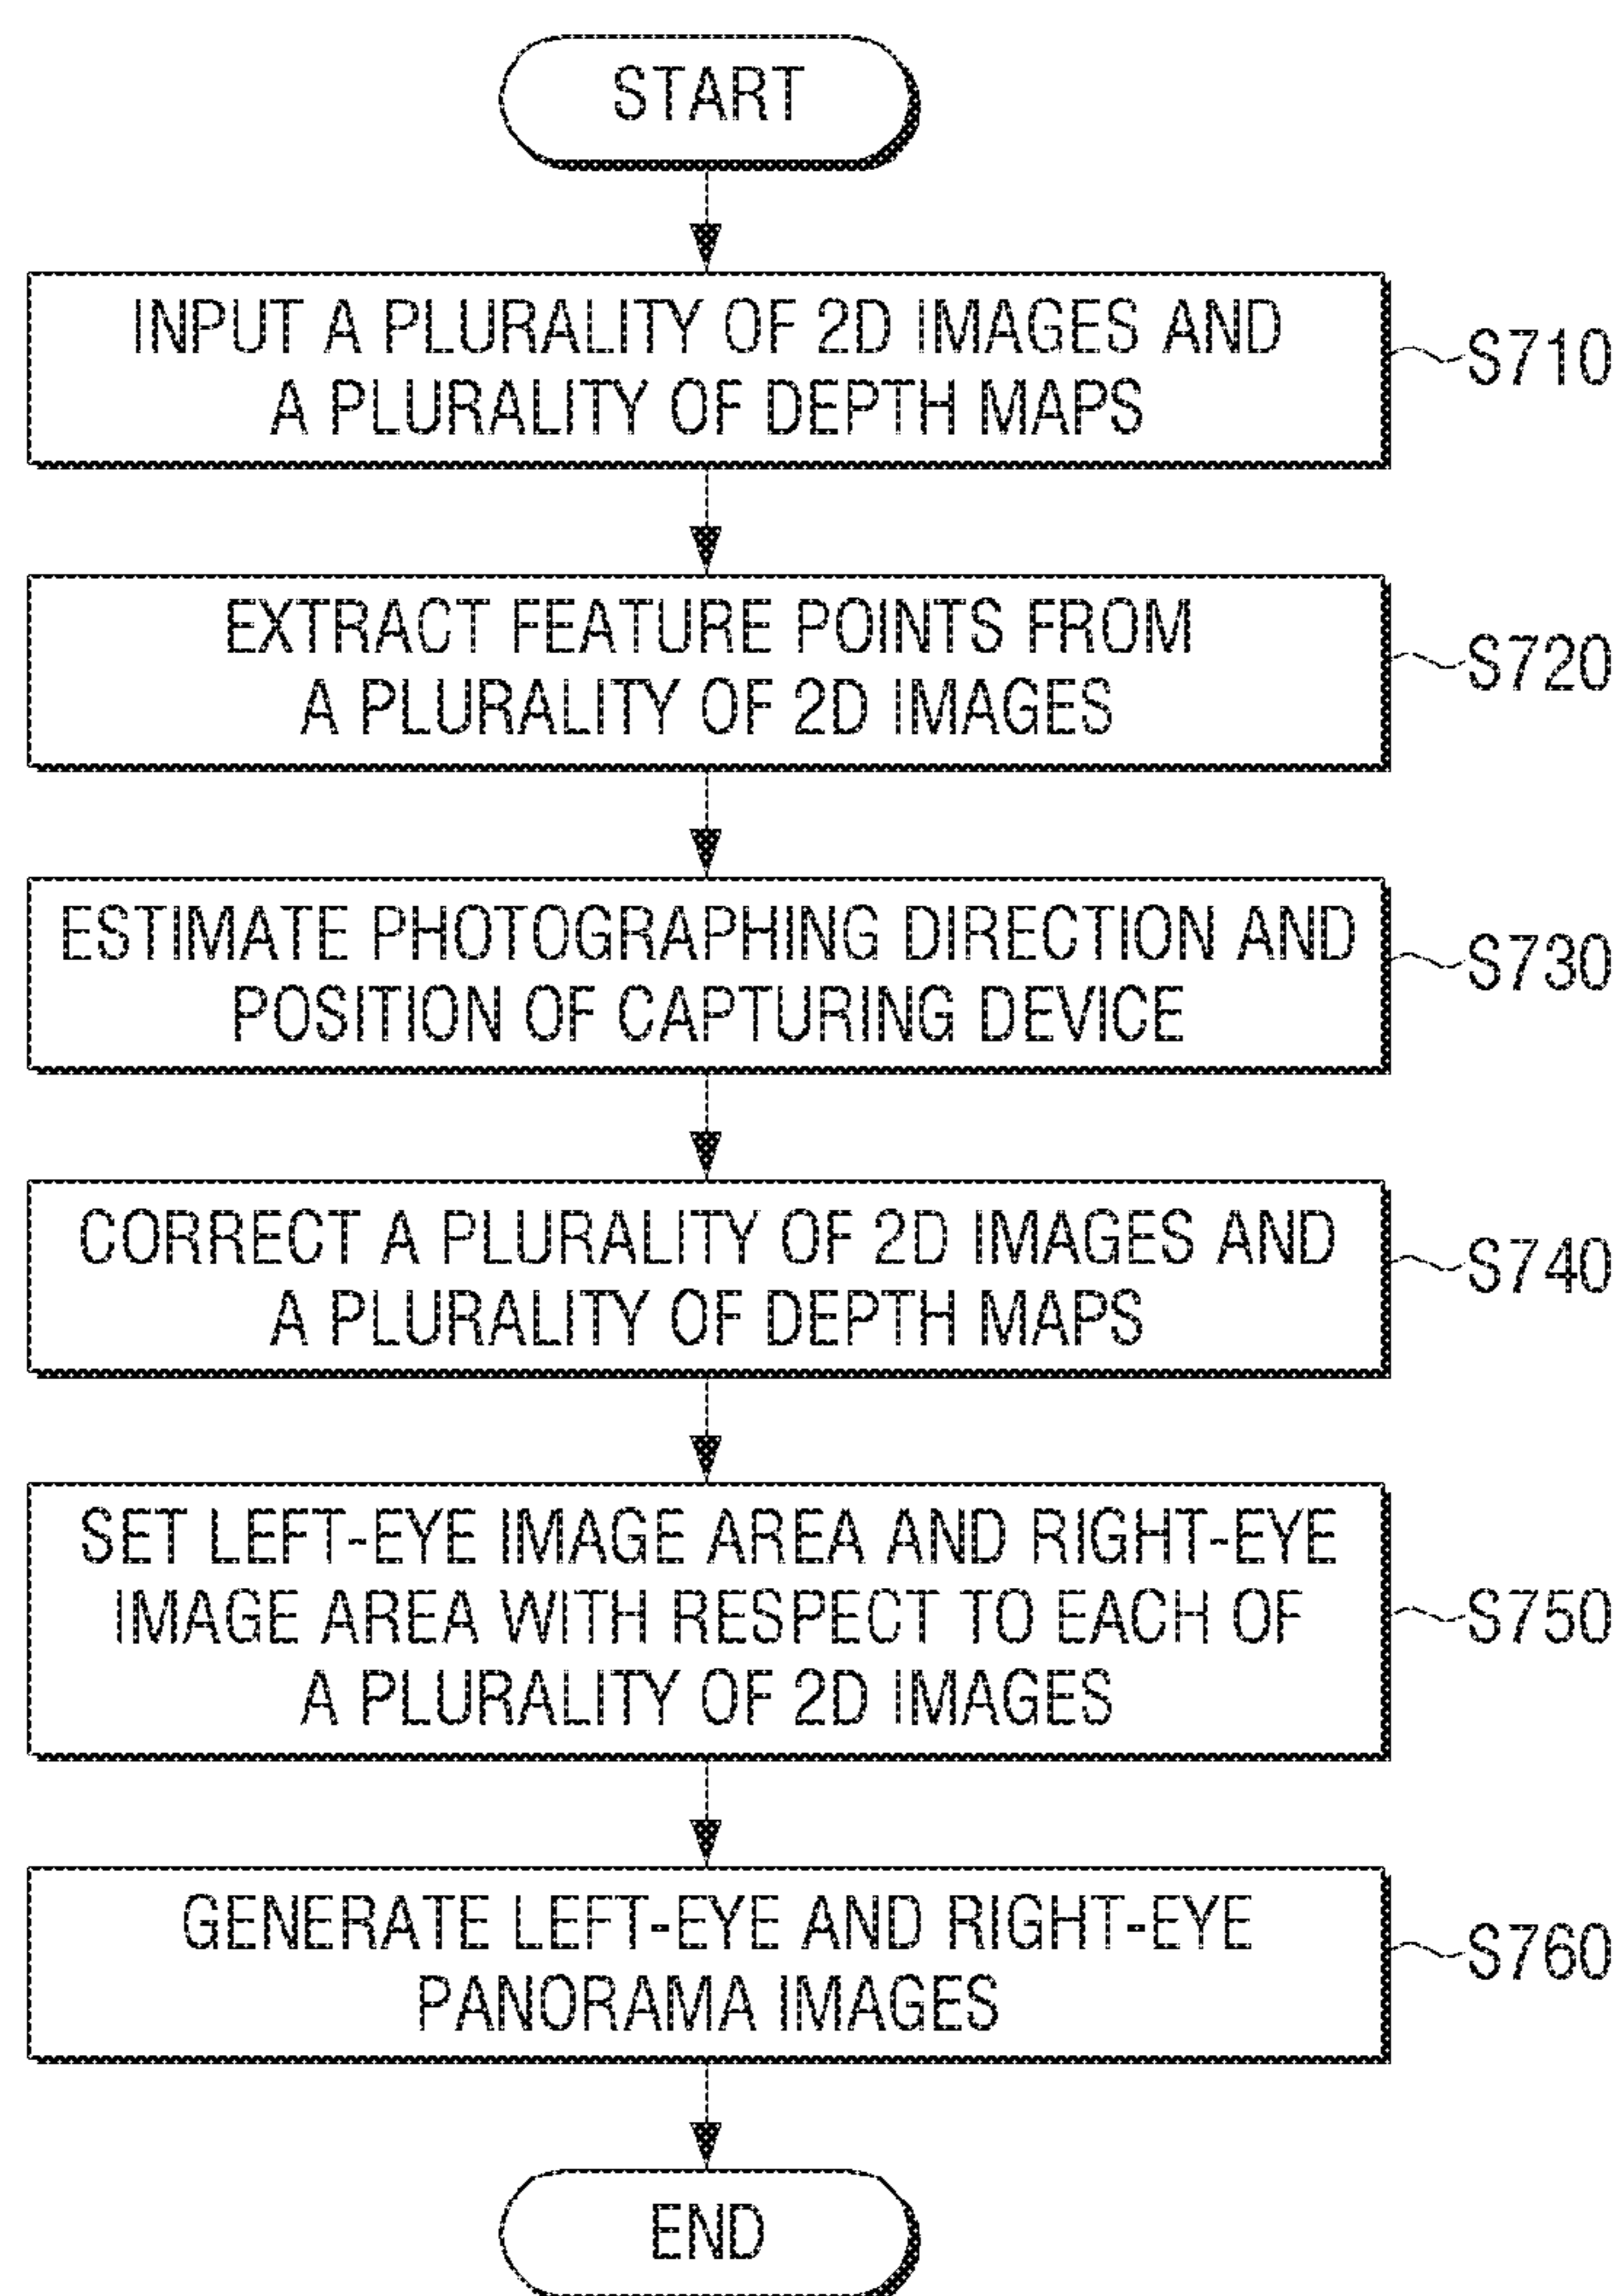 START
INPUT A PLURALITY OF 2D IMAGES AND
A PLURALITY OF DEPTH MAPS
S710
EXTRACT FEATURE POINTS FROM
A PLURALITY OF 2D IMAGES
S720
ESTIMATE PHOTOGRAPHING DIRECTION AND
POSITION OF CAPTURING DEVICE
S730
CORRECT A PLURALITY OF 2D IMAGES AND
A PLURALITY OF DEPTH MAPS
S740
SET LEFT-EYE IMAGE AREA AND RIGHT-EYE
IMAGE AREA WITH RESPECT TO EACH OF
A PLURALITY OF 2D IMAGES
S750
GENERATE LEFT-EYE AND RIGHT-EYE
PANORAMA IMAGES
S760
END